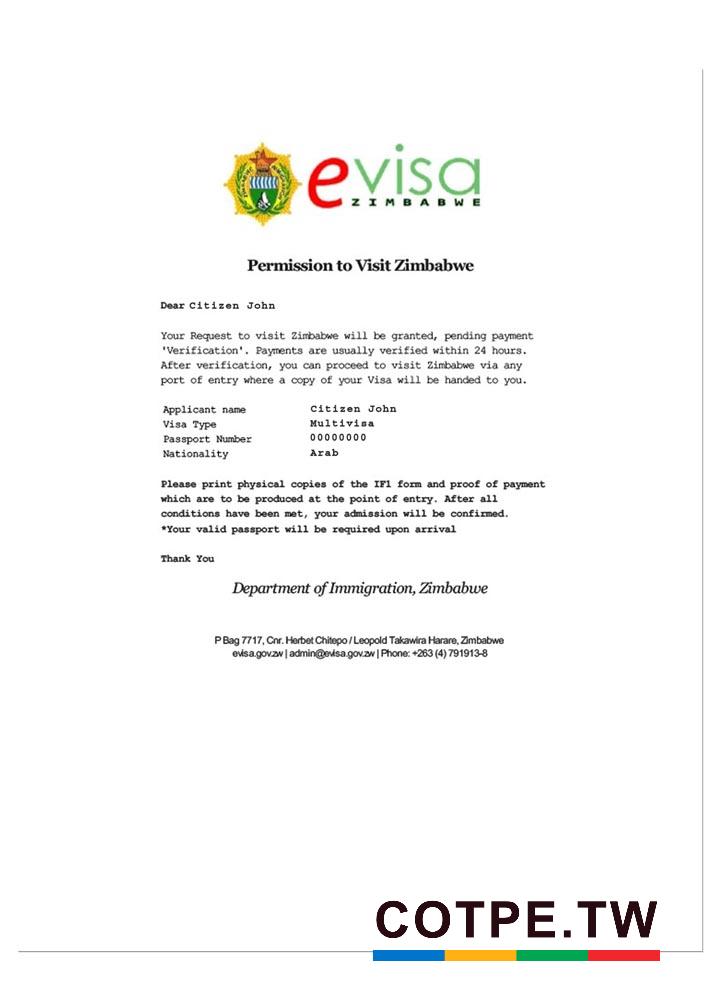 evisa
ZIMBABWE
Permission to Visit Zimbabwe
Dear Citizen John
Your Request to visit Zimbabwe will be granted, pending payment
'Verification'. Payments are usually verified within 24 hours.
After verification, you can proceed to visit Zimbabwe via any
port of entry where a copy of your Visa will be handed to you.
Applicant name Citizen John
Visa Type Multivisa
Passport Number 00000000
Nationality Arab
Please print physical copies of the IF1 form and proof of payment
which are to be produced at the point of entry. After all
conditions have been met, your admission will be confirmed.
*Your valid passport will be required upon arrival
Thank You
Department of Immigration, Zimbabwe
P Bag 7717, Cnr. Herbet Chitepo / Leopold Takawira Harare, Zimbabwe
evisa.gov.zw | admin@evisa.gov.zw | Phone: +263 (4) 791913-8
COTPE.TW